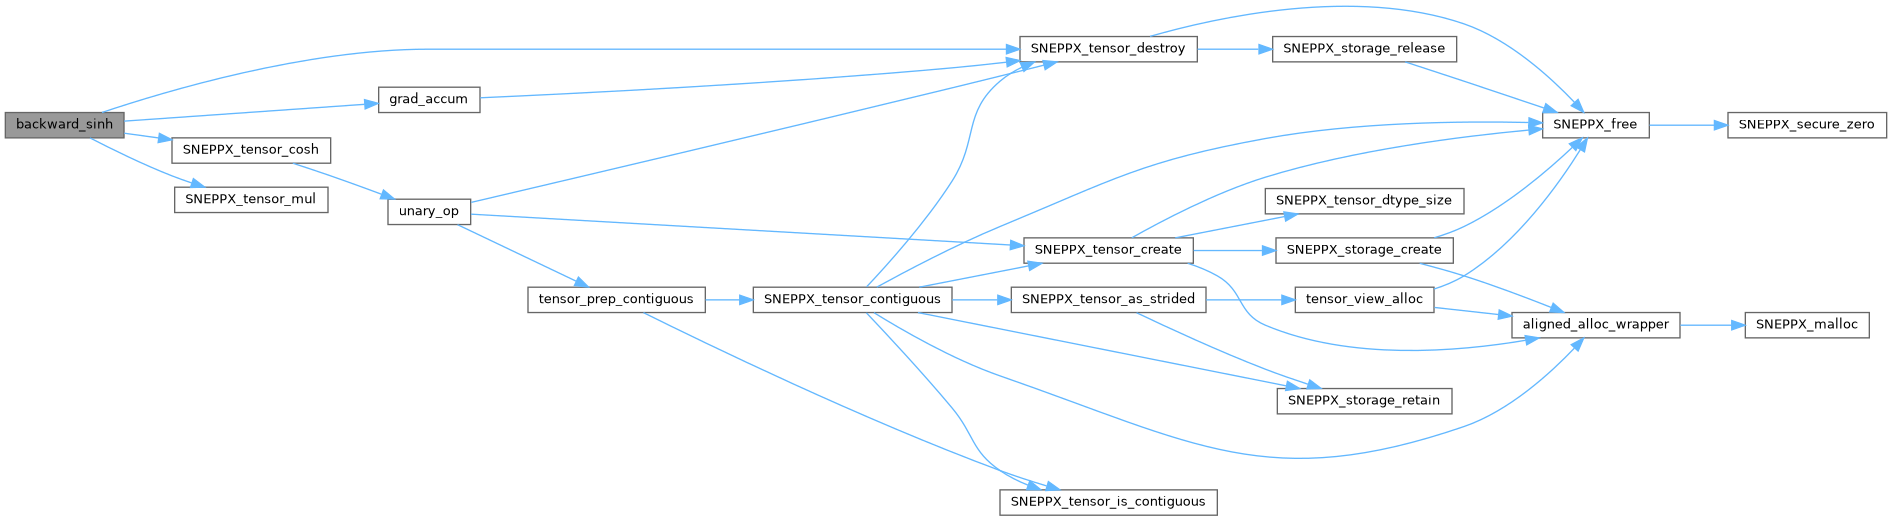 backward_sinh
grad_accum
SNEPPX_tensor_cosh
SNEPPX_tensor_mul
unary_op
tensor_prep_contiguous
SNEPPX_tensor_contiguous
SNEPPX_tensor_destroy
SNEPPX_tensor_create
SNEPPX_tensor_as_strided
SNEPPX_tensor_is_contiguous
SNEPPX_storage_release
SNEPPX_tensor_dtype_size
SNEPPX_storage_create
tensor_view_alloc
SNEPPX_storage_retain
SNEPPX_free
aligned_alloc_wrapper
SNEPPX_secure_zero
SNEPPX_malloc